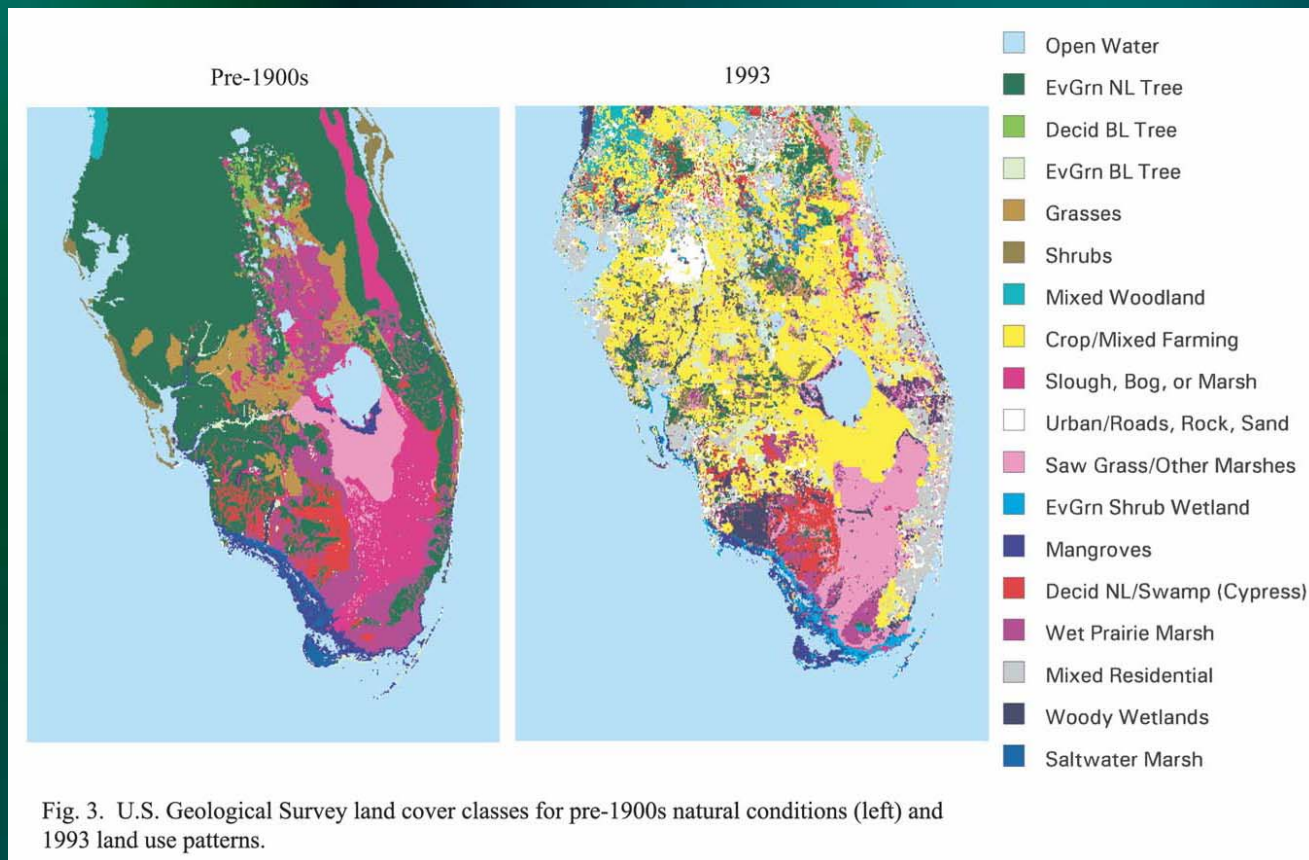 Pre-1900s
1993
Open Water
EvGrn NL Tree
Decid BL Tree
EvGrn BL Tree
Grasses
Shrubs
Mixed Woodland
Crop/Mixed Farming
Slough, Bog, or Marsh
Urban/Roads, Rock, Sand
Saw Grass/Other Marshes
EvGrn Shrub Wetland
Mangroves
Decid NL/Swamp (Cypress)
Wet Prairie Marsh
Mixed Residential
Woody Wetlands
Saltwater Marsh
Fig. 3.  U.S. Geological Survey land cover classes for pre-1900s natural conditions (left) and
1993 land use patterns.